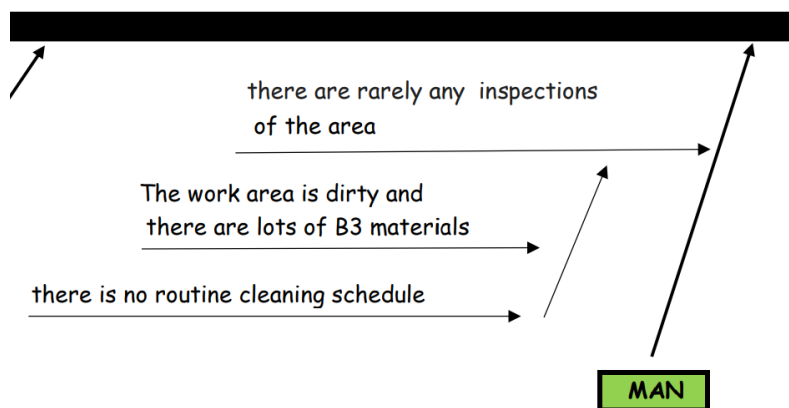 there are rarely any inspections
of the area
The work area is dirty and
there are lots of B3 materials
there is no routine cleaning schedule
MAN